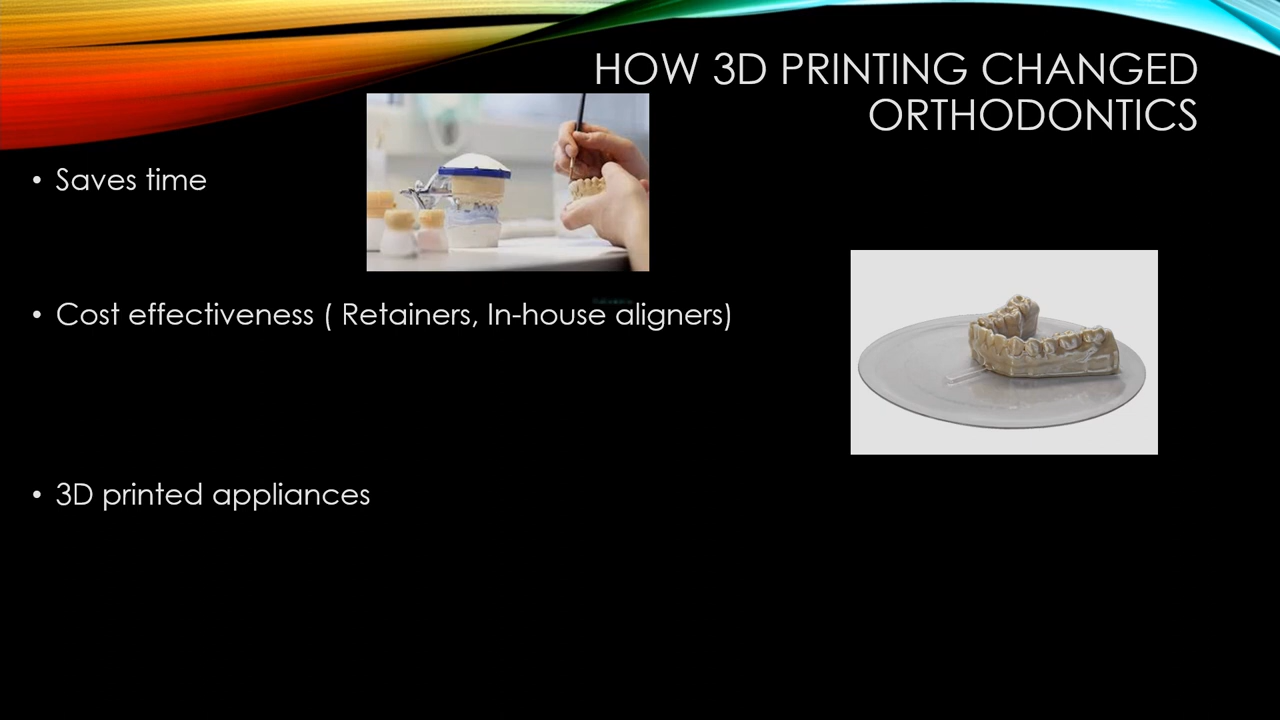 HOW 3D PRINTING CHANGED
ORTHODONTICS
• Saves time
• Cost effectiveness ( Retainers, In-house aligners)
• 3D printed appliances